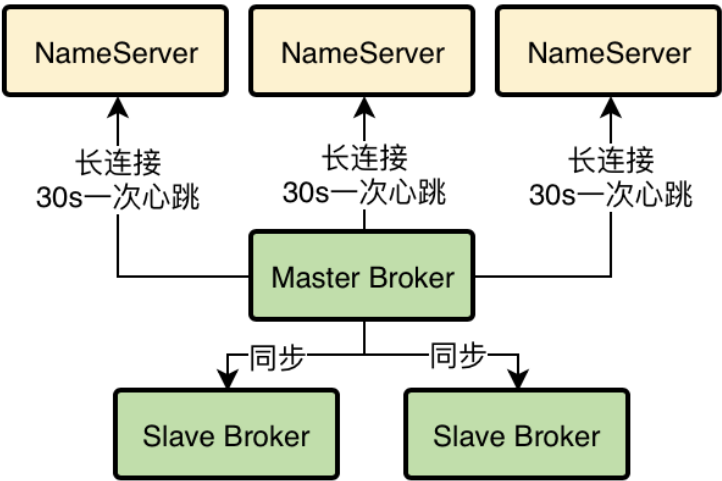 NameServer
NameServer
NameServer
长连接
30s一次心跳
长连接
30s一次心跳
长连接
30s一次心跳
Master Broker
同步
同步
Slave Broker
Slave Broker